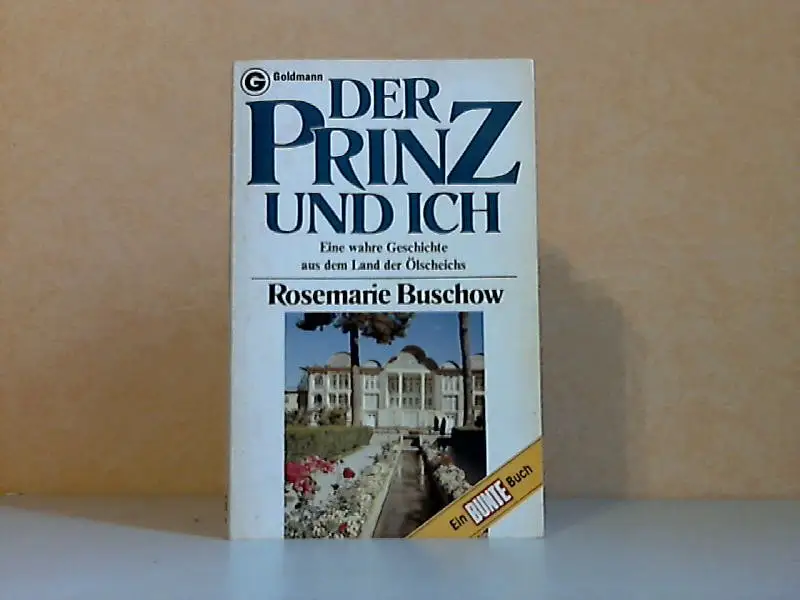 G Goldmann
DER
PRINZ
UND ICH
Eine wahre Geschichte
aus dem Land der Ölscheichs
Rosemarie Buschow
Ein BUNTE Buch